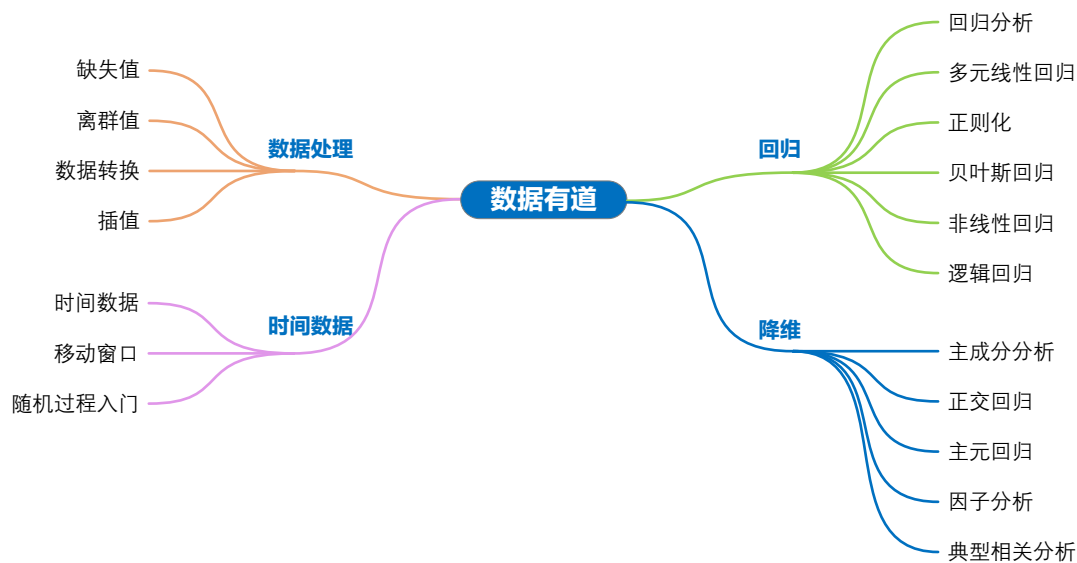 数据有道
数据处理
缺失值
离群值
数据转换
插值
时间数据
时间数据
移动窗口
随机过程入门
回归
回归分析
多元线性回归
正则化
贝叶斯回归
非线性回归
逻辑回归
降维
主成分分析
正交回归
主元回归
因子分析
典型相关分析